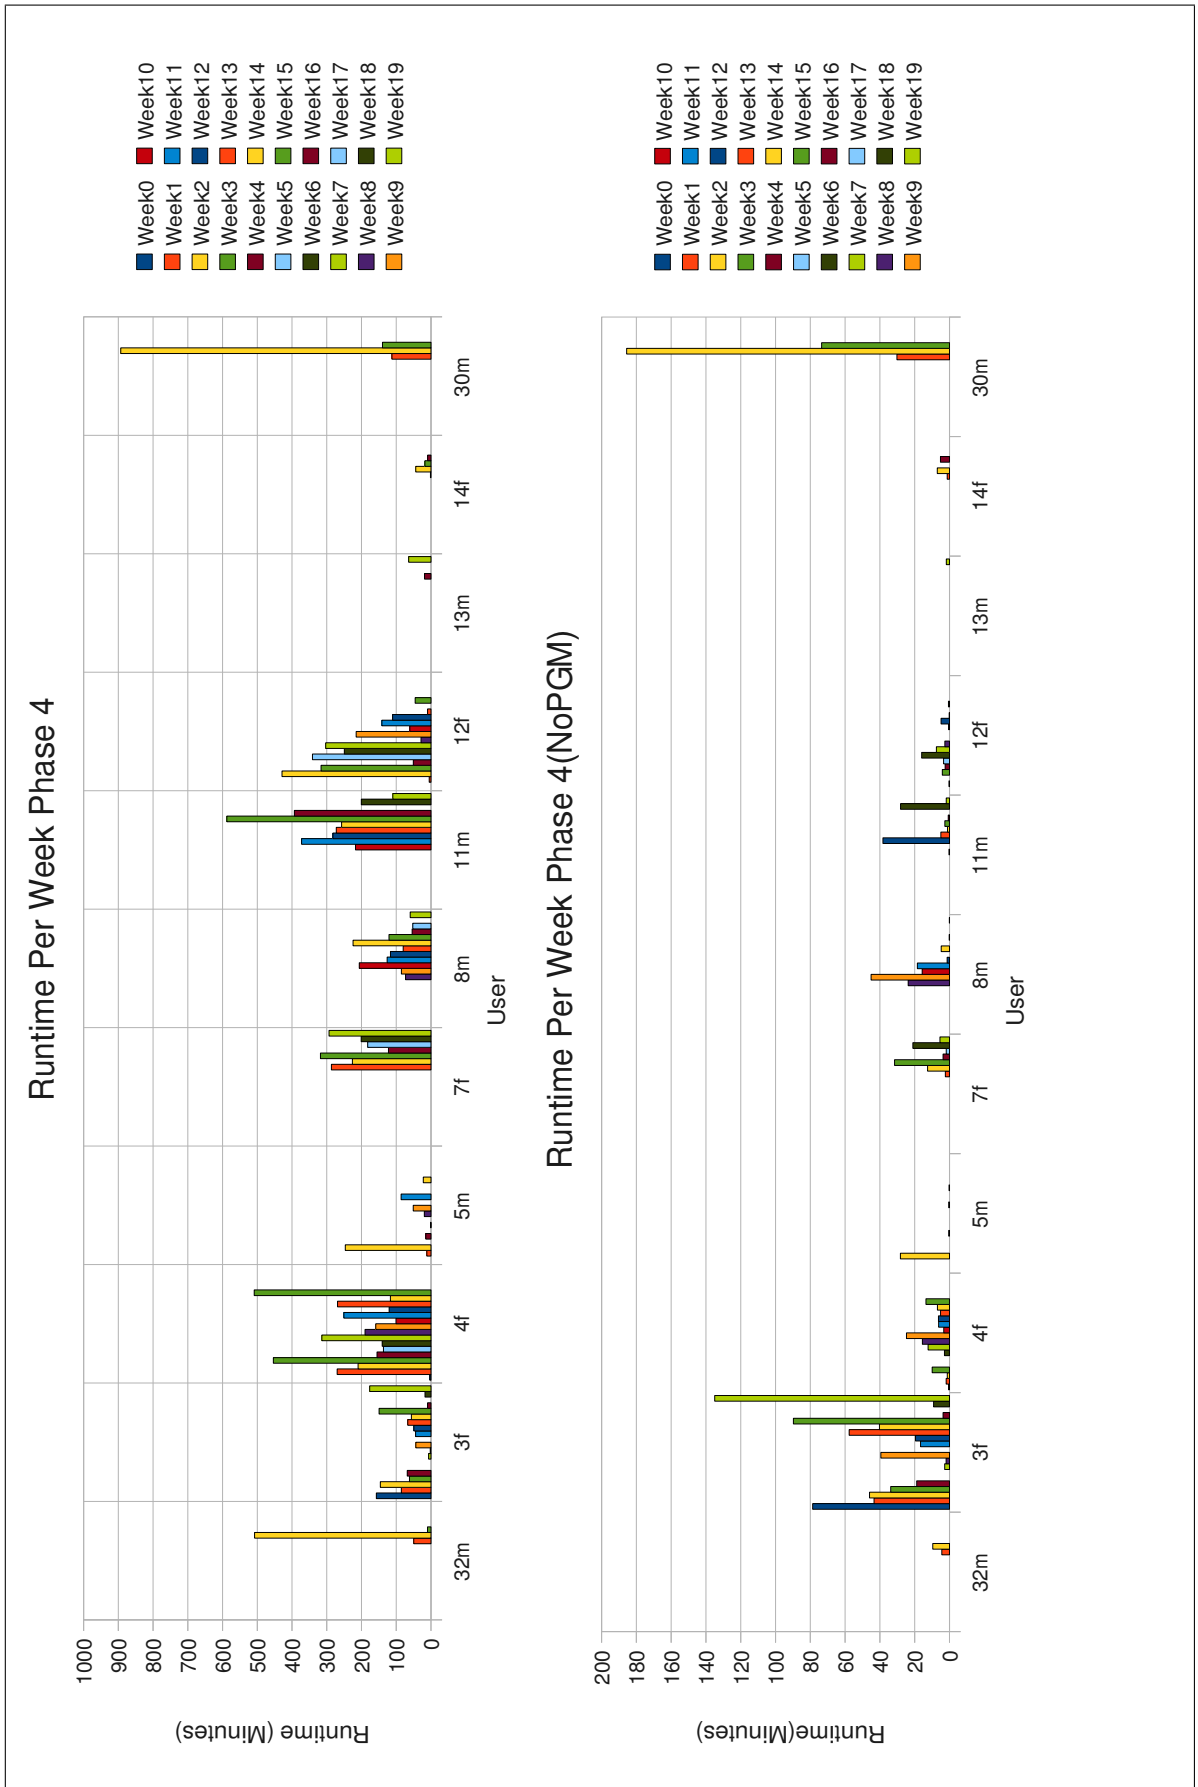 Runtime Per Week Phase 4
1000
900
800
700
600
500
400
300
200
100
0
Runtime (Minutes)
32m
3f
4f
5m
7f
8m
11m
12f
13m
14f
30m
User
Week0
Week1
Week2
Week3
Week4
Week5
Week6
Week7
Week8
Week9
Week10
Week11
Week12
Week13
Week14
Week15
Week16
Week17
Week18
Week19
Runtime Per Week Phase 4(NoPGM)
200
180
160
140
120
100
80
60
40
20
0
Runtime(Minutes)
32m
3f
4f
5m
7f
8m
11m
12f
13m
14f
30m
User
Week0
Week1
Week2
Week3
Week4
Week5
Week6
Week7
Week8
Week9
Week10
Week11
Week12
Week13
Week14
Week15
Week16
Week17
Week18
Week19